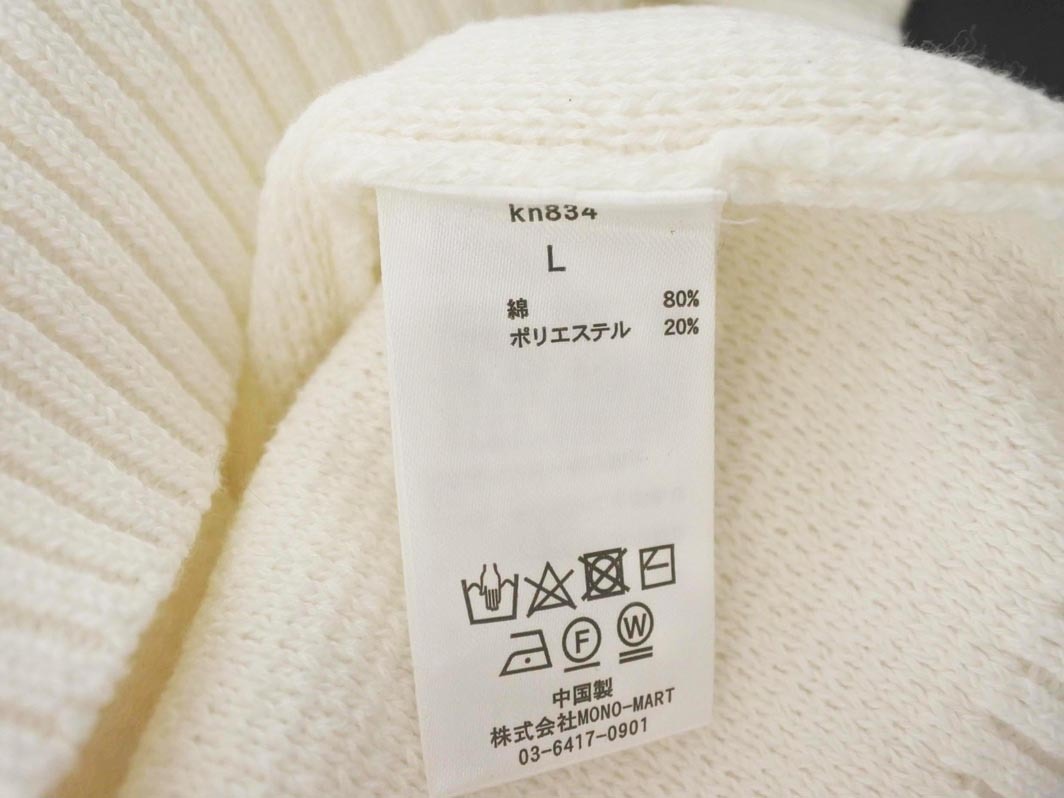 kn834
L
綿 80%
ポリエステル 20%
F W
中国製
株式会社MONO-MART
03-6417-0901